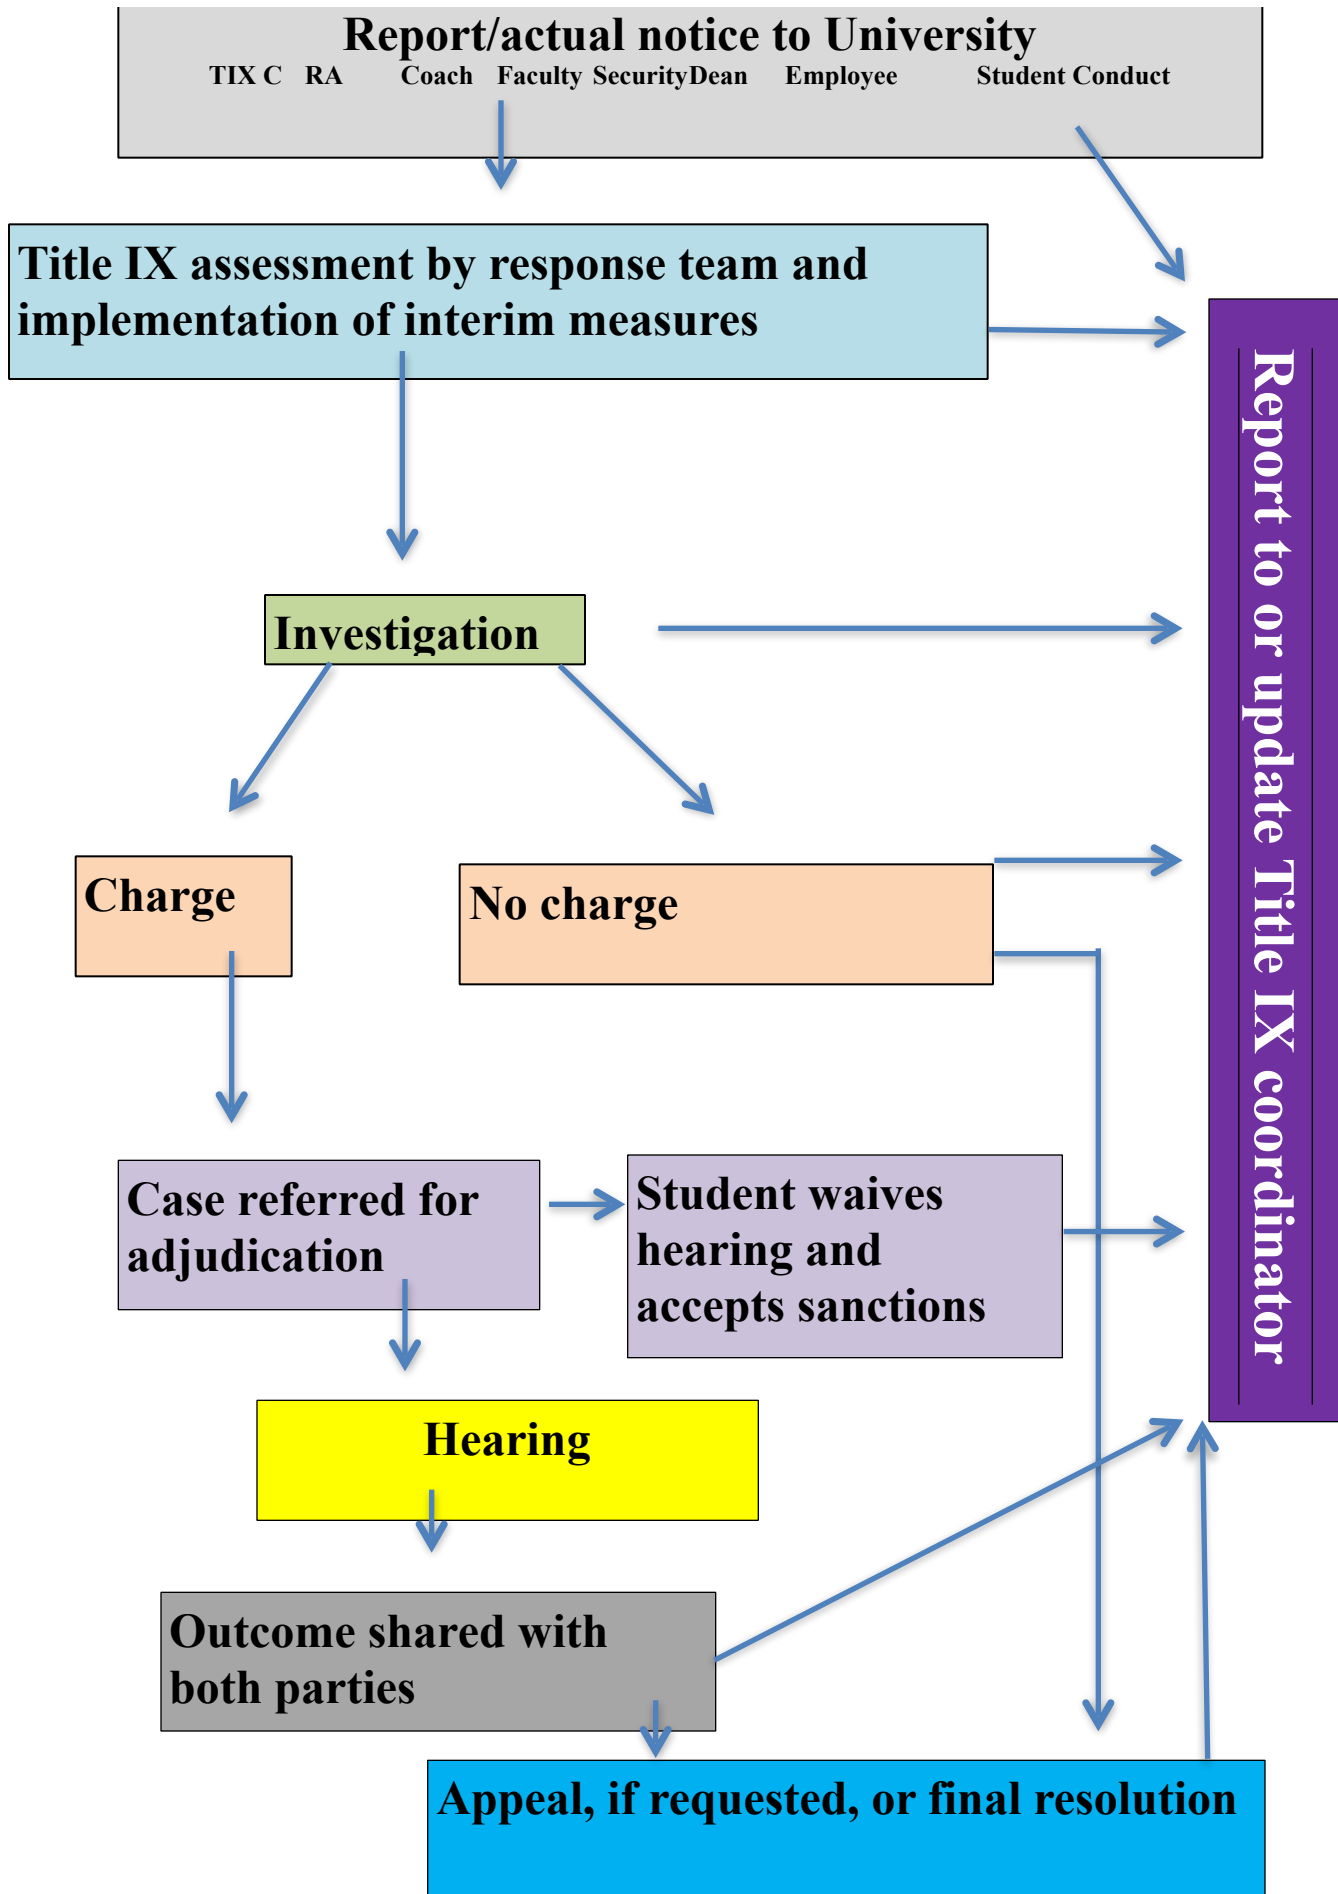 Report/actual notice to University
TIX C RA Coach Faculty SecurityDean Employee Student Conduct
Title IX assessment by response team and
implementation of interim measures
Report to or update Title IX coordinator
Investigation
Charge
No charge
Case referred for
adjudication
Student waives
hearing and
accepts sanctions
Hearing
Outcome shared with
both parties
Appeal, if requested, or final resolution